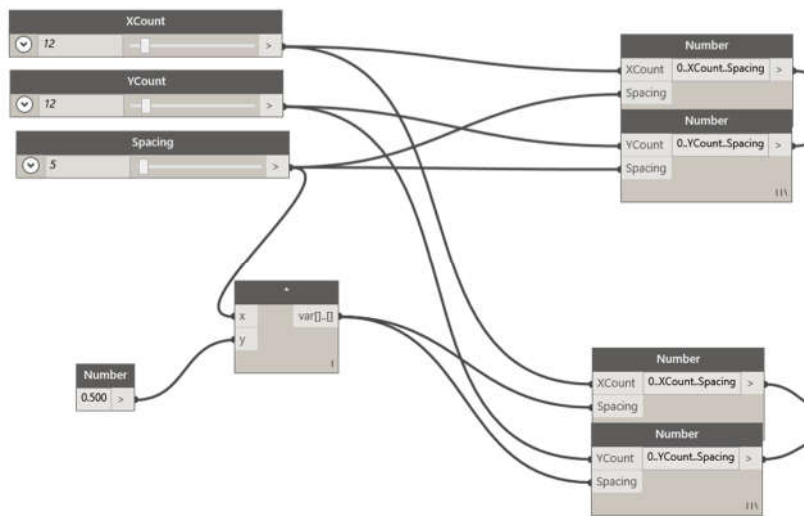 XCount
12 >
YCount
12 >
Spacing
5 >
Number
XCount 0..XCount..Spacing >
Spacing
Number
YCount 0..YCount..Spacing >
Spacing
*
x var[]..[]
y
Number
0.500 >
Number
XCount 0..XCount..Spacing >
Spacing
Number
YCount 0..YCount..Spacing >
Spacing